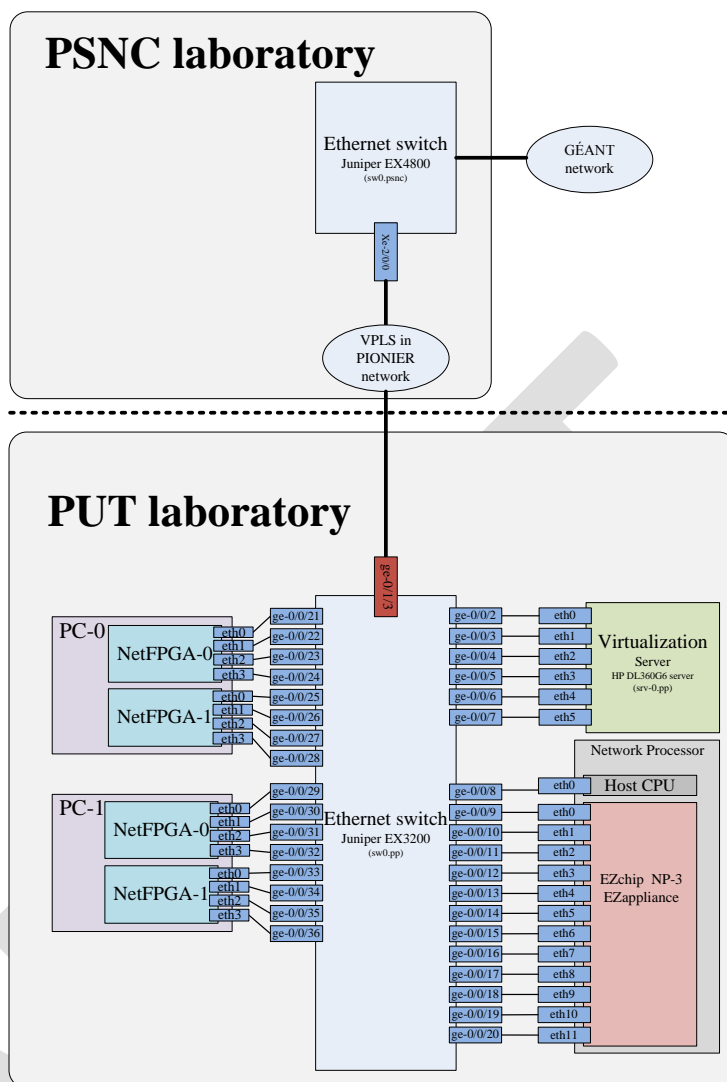 PSNC laboratory
Ethernet switch
Juniper EX4800
(sw0.psnc)
GÉANT
network
Xe-2/0/0
VPLS in
PIONIER
network
PUT laboratory
ge-0/1/3
PC-0
NetFPGA-0
eth0
eth1
eth2
eth3
NetFPGA-1
eth0
eth1
eth2
eth3
ge-0/0/21
ge-0/0/22
ge-0/0/23
ge-0/0/24
ge-0/0/25
ge-0/0/26
ge-0/0/27
ge-0/0/28
PC-1
NetFPGA-0
eth0
eth1
eth2
eth3
NetFPGA-1
eth0
eth1
eth2
eth3
ge-0/0/29
ge-0/0/30
ge-0/0/31
ge-0/0/32
ge-0/0/33
ge-0/0/34
ge-0/0/35
ge-0/0/36
Ethernet switch
Juniper EX3200
(sw0.pp)
ge-0/0/2
ge-0/0/3
ge-0/0/4
ge-0/0/5
ge-0/0/6
ge-0/0/7
eth0
eth1
eth2
eth3
eth4
eth5
Virtualization
Server
HP DL360G6 server
(srv-0.pp)
Network Processor
ge-0/0/8
eth0
Host CPU
ge-0/0/9
ge-0/0/10
ge-0/0/11
ge-0/0/12
ge-0/0/13
ge-0/0/14
ge-0/0/15
ge-0/0/16
ge-0/0/17
ge-0/0/18
ge-0/0/19
ge-0/0/20
eth0
eth1
eth2
eth3
eth4
eth5
eth6
eth7
eth8
eth9
eth10
eth11
EZchip NP-3
EZappliance